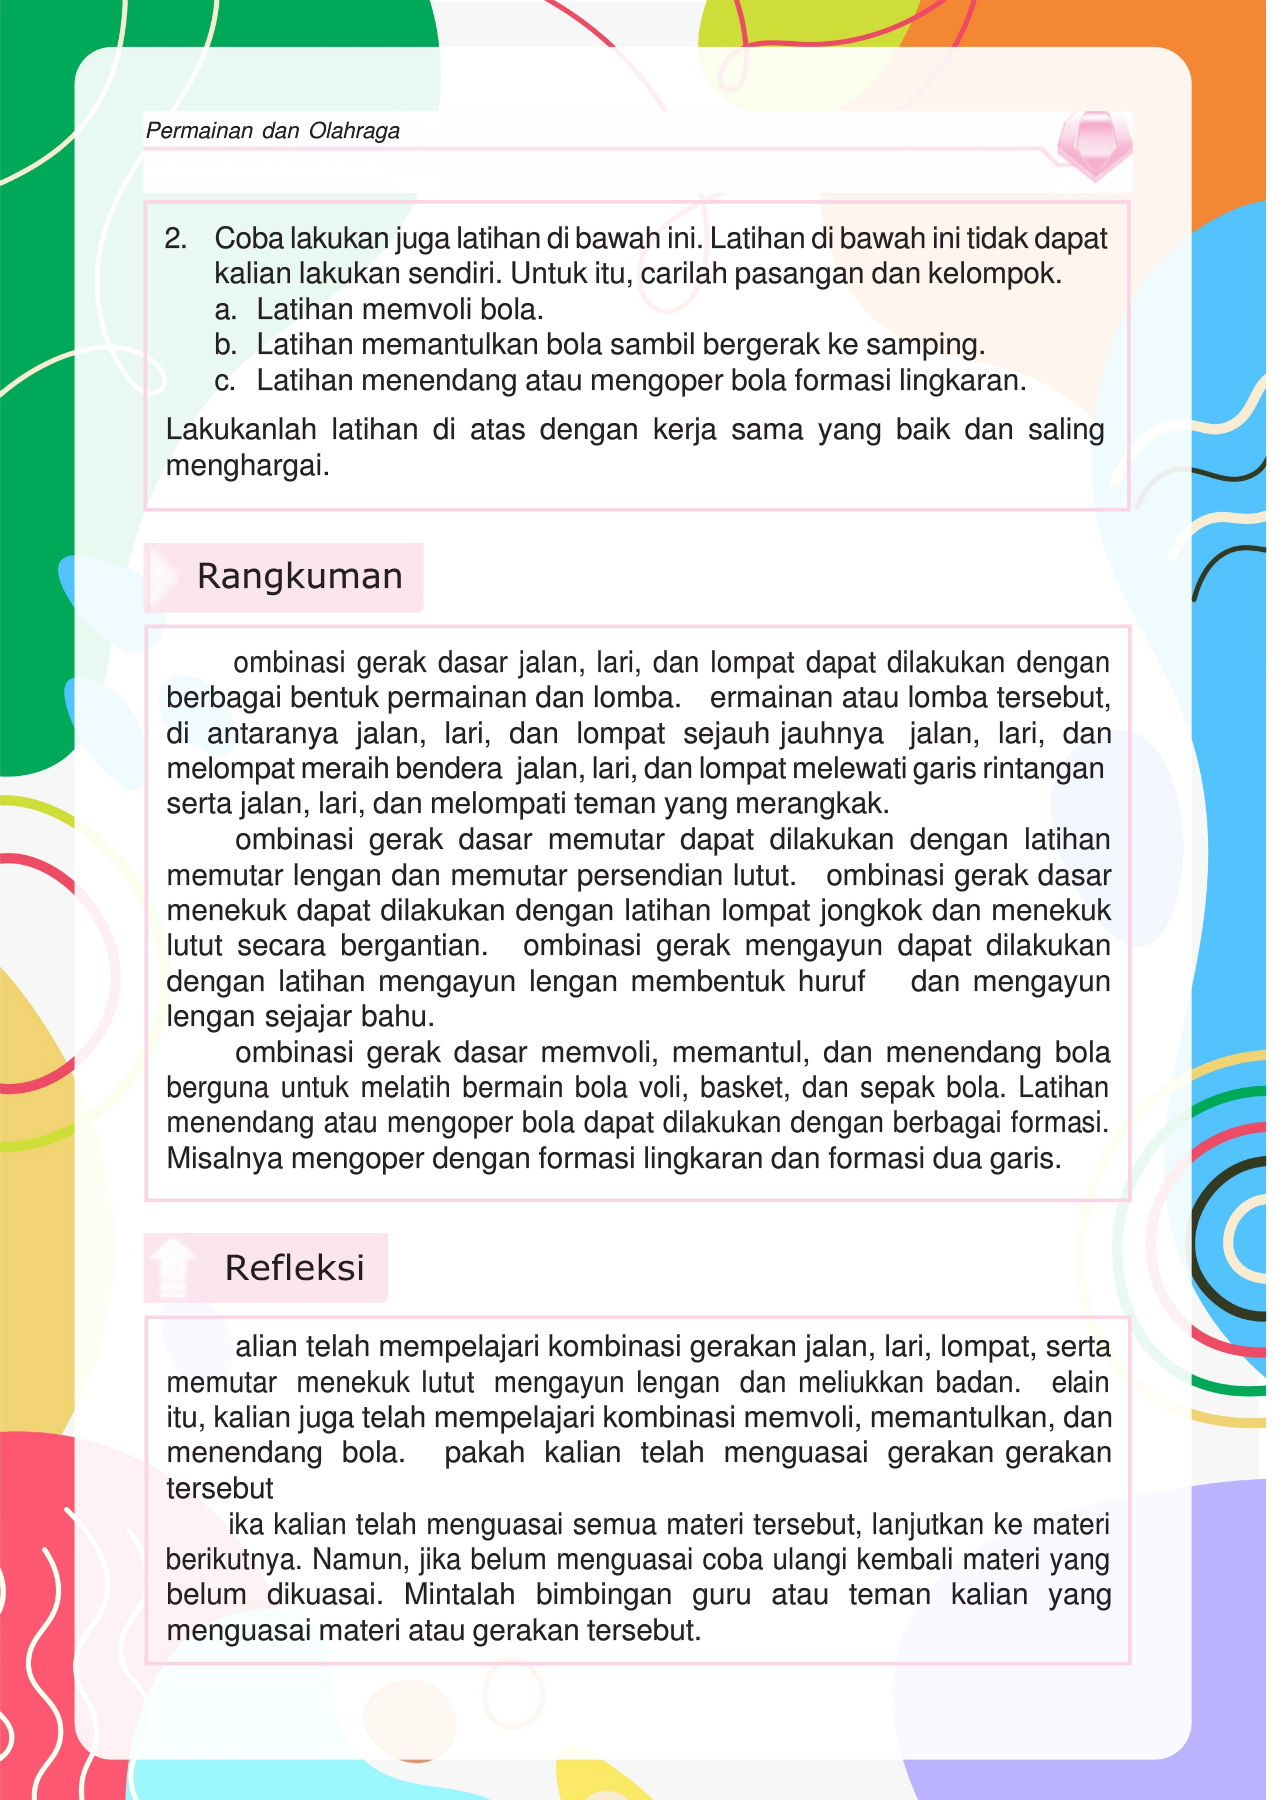 Permainan dan Olahraga
2. Coba lakukan juga latihan di bawah ini. Latihan di bawah ini tidak dapat
kalian lakukan sendiri. Untuk itu, carilah pasangan dan kelompok.
a. Latihan memvoli bola.
b. Latihan memantulkan bola sambil bergerak ke samping.
c. Latihan menendang atau mengoper bola formasi lingkaran.
Lakukanlah latihan di atas dengan kerja sama yang baik dan saling
menghargai.
Rangkuman
ombinasi gerak dasar jalan, lari, dan lompat dapat dilakukan dengan
berbagai bentuk permainan dan lomba. ermainan atau lomba tersebut,
di antaranya jalan, lari, dan lompat sejauh jauhnya jalan, lari, dan
melompat meraih bendera jalan, lari, dan lompat melewati garis rintangan
serta jalan, lari, dan melompati teman yang merangkak.
ombinasi gerak dasar memutar dapat dilakukan dengan latihan
memutar lengan dan memutar persendian lutut. ombinasi gerak dasar
menekuk dapat dilakukan dengan latihan lompat jongkok dan menekuk
lutut secara bergantian. ombinasi gerak mengayun dapat dilakukan
dengan latihan mengayun lengan membentuk huruf dan mengayun
lengan sejajar bahu.
ombinasi gerak dasar memvoli, memantul, dan menendang bola
berguna untuk melatih bermain bola voli, basket, dan sepak bola. Latihan
menendang atau mengoper bola dapat dilakukan dengan berbagai formasi.
Misalnya mengoper dengan formasi lingkaran dan formasi dua garis.
Refleksi
alian telah mempelajari kombinasi gerakan jalan, lari, lompat, serta
memutar menekuk lutut mengayun lengan dan meliukkan badan. elain
itu, kalian juga telah mempelajari kombinasi memvoli, memantulkan, dan
menendang bola. pakah kalian telah menguasai gerakan gerakan
tersebut
ika kalian telah menguasai semua materi tersebut, lanjutkan ke materi
berikutnya. Namun, jika belum menguasai coba ulangi kembali materi yang
belum dikuasai. Mintalah bimbingan guru atau teman kalian yang
menguasai materi atau gerakan tersebut.